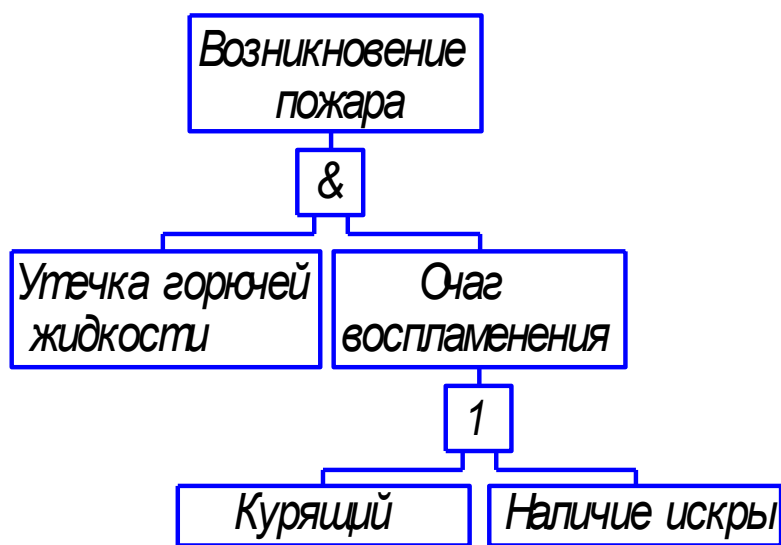 Возникновение
пожара
&
Утечка горючей
жидкости
Очаг
воспламенения
1
Курящий
Наличие искры